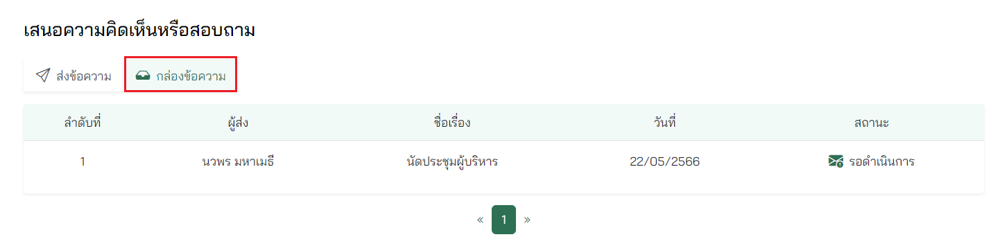 เสนอความคิดเห็นหรือสอบถาม
ส่งข้อความ กล่องข้อความ
ลำดับที่ ผู้ส่ง ชื่อเรื่อง วันที่ สถานะ
1 นวพร มหาเมธี นัดประชุมผู้บริหาร 22/05/2566 รอดำเนินการ
« 1 »